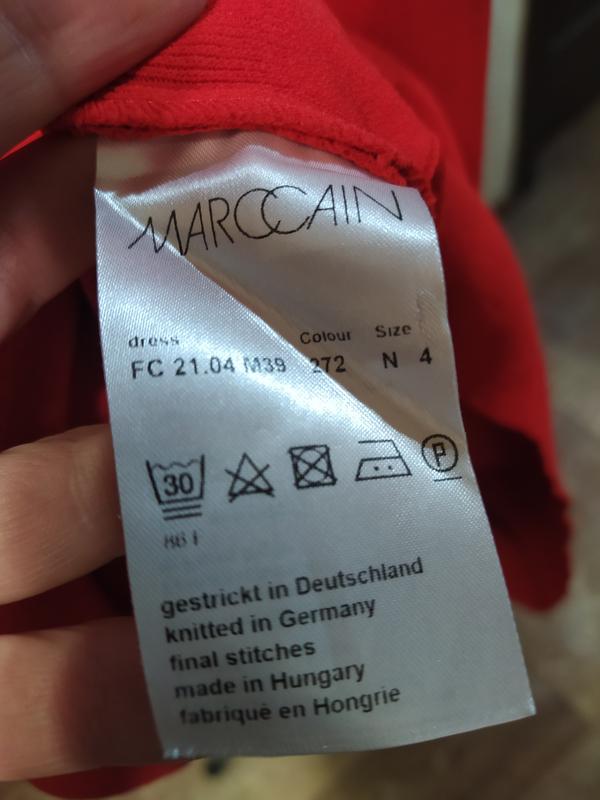 MARCCAIN
dress Colour Size
FC 21.04 M39 272 N 4
30
P
gestrickt in Deutschland
knitted in Germany
final stitches
made in Hungary
fabriqué en Hongrie